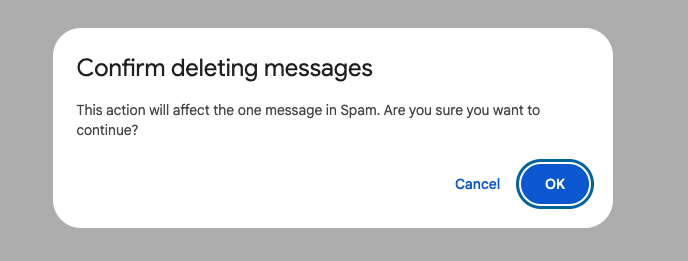 Confirm deleting messages
This action will affect the one message in Spam. Are you sure you want to
continue?
Cancel
OK